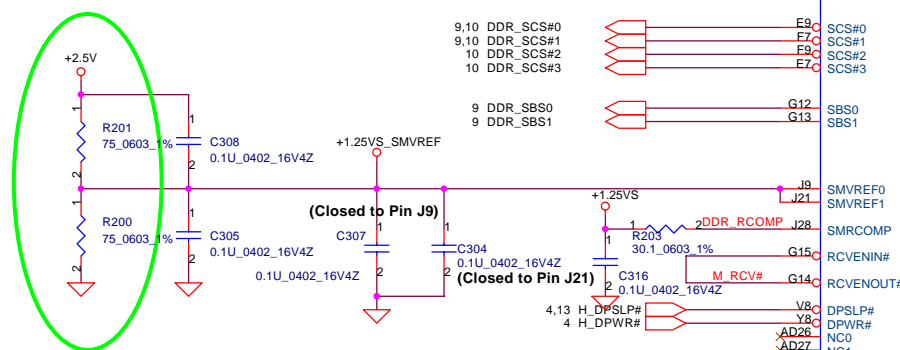 +2.5V
1
R201
75_0603_1%
2
1
R200
75_0603_1%
2
1
C308
0.1U_0402_16V4Z
2
1
C305
0.1U_0402_16V4Z
2
+1.25VS_SMVREF
(Closed to Pin J9)
1
C307
0.1U_0402_16V4Z
2
1
C304
0.1U_0402_16V4Z
2
(Closed to Pin J21)
+1.25VS
1
R203
2
30.1_0603_1%
DDR_RCOMP
1
C316
0.1U_0402_16V4Z
2
M_RCV#
9,10 DDR_SCS#0
9,10 DDR_SCS#1
10 DDR_SCS#2
10 DDR_SCS#3
9 DDR_SBS0
9 DDR_SBS1
4,13 H_DPSLP#
4 H_DPWR#
E9 SCS#0
F7 SCS#1
F9 SCS#2
E7 SCS#3
G12 SBS0
G13 SBS1
J9 SMVREF0
J21 SMVREF1
J28 SMRCOMP
G15 RCVENIN#
G14 RCVENOUT#
V8 DPSLP#
Y8 DPWR#
AD26 NC0
AD27 NC1